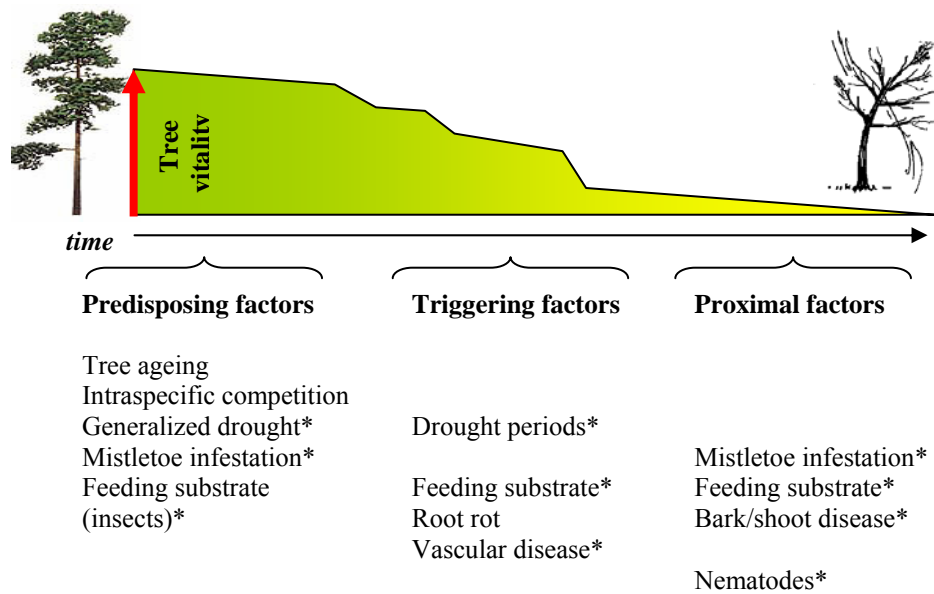 Tree
vitality
time
Predisposing factors
Triggering factors
Proximal factors
Tree ageing
Intraspecific competition
Generalized drought*
Mistletoe infestation*
Feeding substrate
(insects)*
Drought periods*
Feeding substrate*
Root rot
Vascular disease*
Mistletoe infestation*
Feeding substrate*
Bark/shoot disease*
Nematodes*